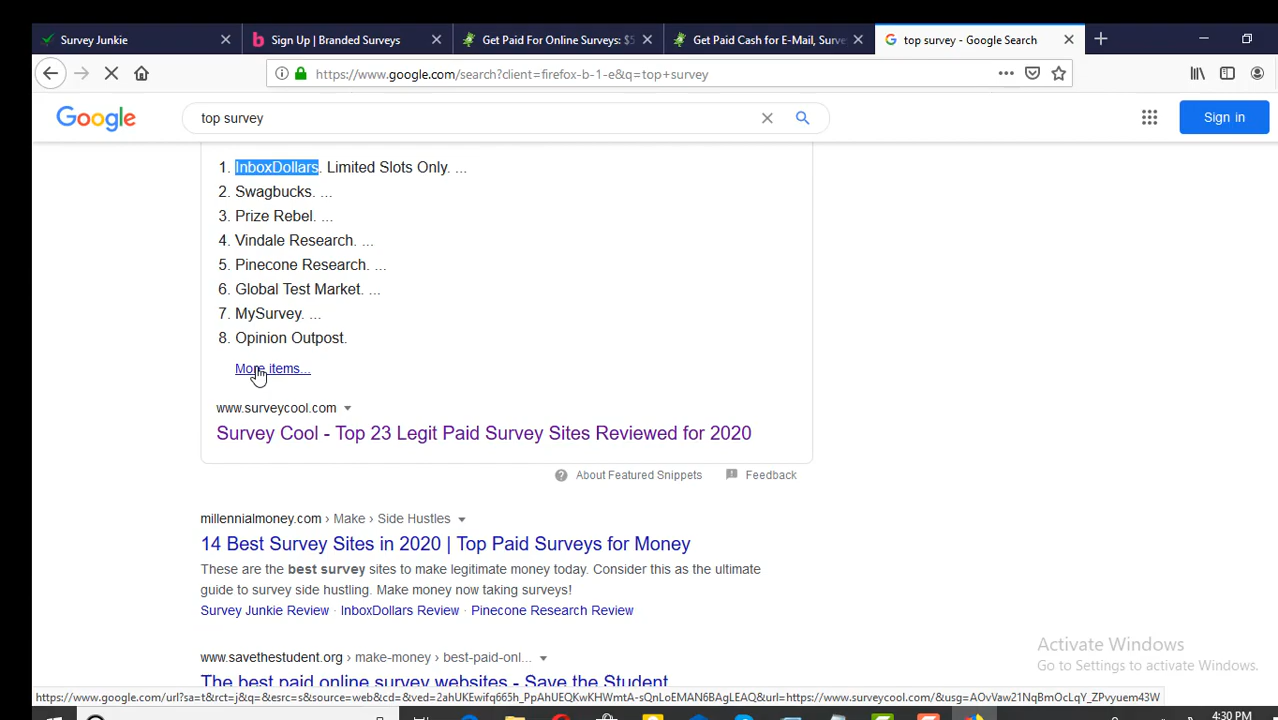 Survey Junkie
Sign Up | Branded Surveys
Get Paid For Online Surveys: $5
Get Paid Cash for E-Mail, Surve
top survey - Google Search
https://www.google.com/search?client=firefox-b-1-e&q=top+survey
Google
top survey
Sign in
1. InboxDollars. Limited Slots Only. ...
2. Swagbucks. ...
3. Prize Rebel. ...
4. Vindale Research. ...
5. Pinecone Research. ...
6. Global Test Market. ...
7. MySurvey. ...
8. Opinion Outpost.
More items...
www.surveycool.com
Survey Cool - Top 23 Legit Paid Survey Sites Reviewed for 2020
About Featured Snippets
Feedback
millennialmoney.com › Make › Side Hustles
14 Best Survey Sites in 2020 | Top Paid Surveys for Money
These are the best survey sites to make legitimate money today. Consider this as the ultimate
guide to survey side hustling. Make money now taking surveys!
Survey Junkie Review · InboxDollars Review · Pinecone Research Review
www.savethestudent.org › make-money › best-paid-onl...
The best paid online survey websites - Save the Student
Activate Windows
Go to Settings to activate Windows.
https://www.google.com/url?sa=t&rct=j&q=&esrc=s&source=web&cd=&ved=2ahUKEwifq665h_PpAhUEQKwKHWmtA-sQnLoEMAN6BAgLEAQ&url=https://www.surveycool.com/&usg=AOvVaw21NqBmOcLqY_ZPvyuem43W
4:30 PM